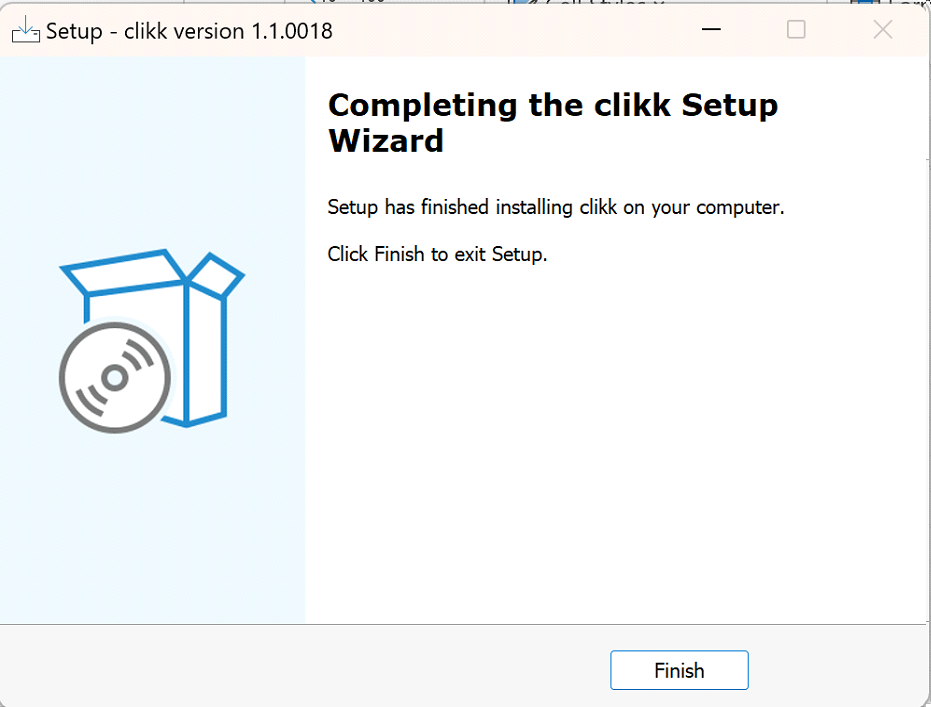 Setup - clikk version 1.1.0018
Completing the clikk Setup
Wizard
Setup has finished installing clikk on your computer.
Click Finish to exit Setup.
Finish